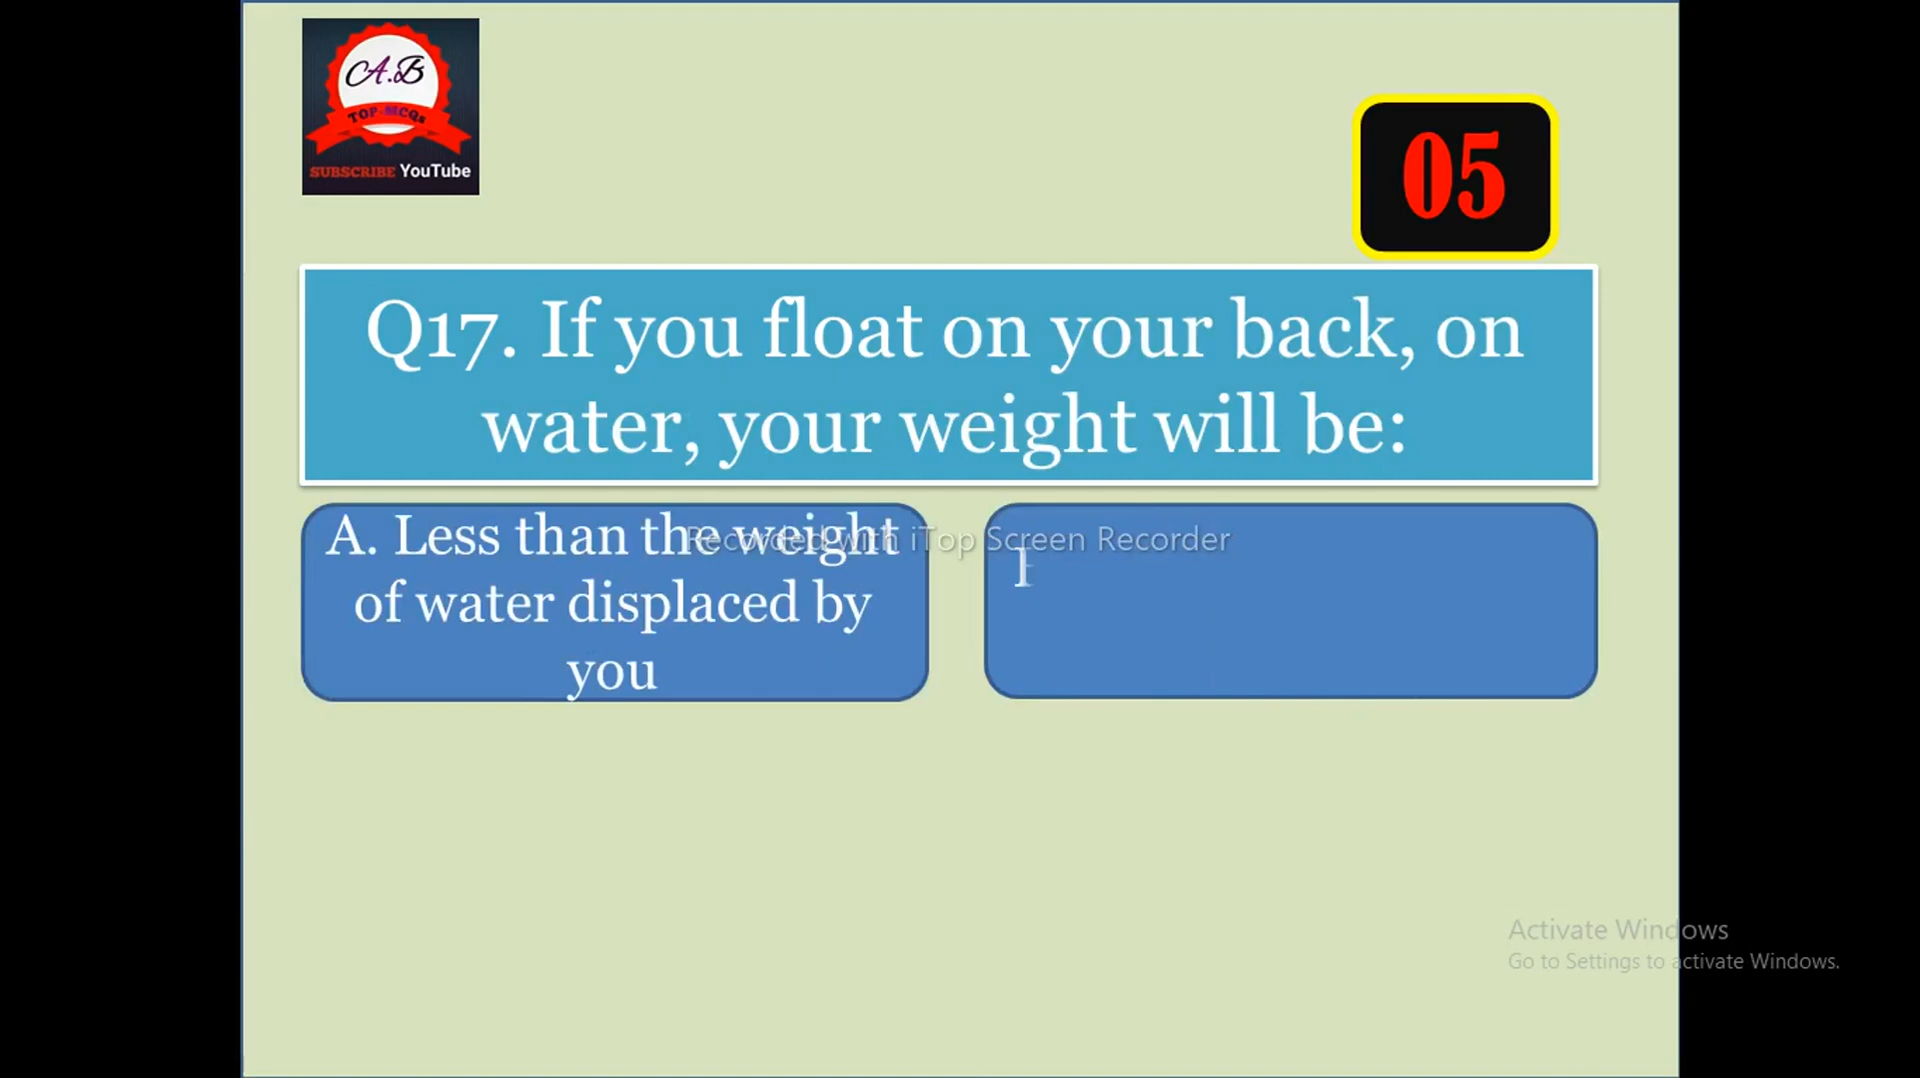 A.B
TOP-MCQs
SUBSCRIBE YouTube
05
Q17. If you float on your back, on
water, your weight will be:
A. Less than the weight
of water displaced by
you
Recorded with iTop Screen Recorder
Activate Windows
Go to Settings to activate Windows.